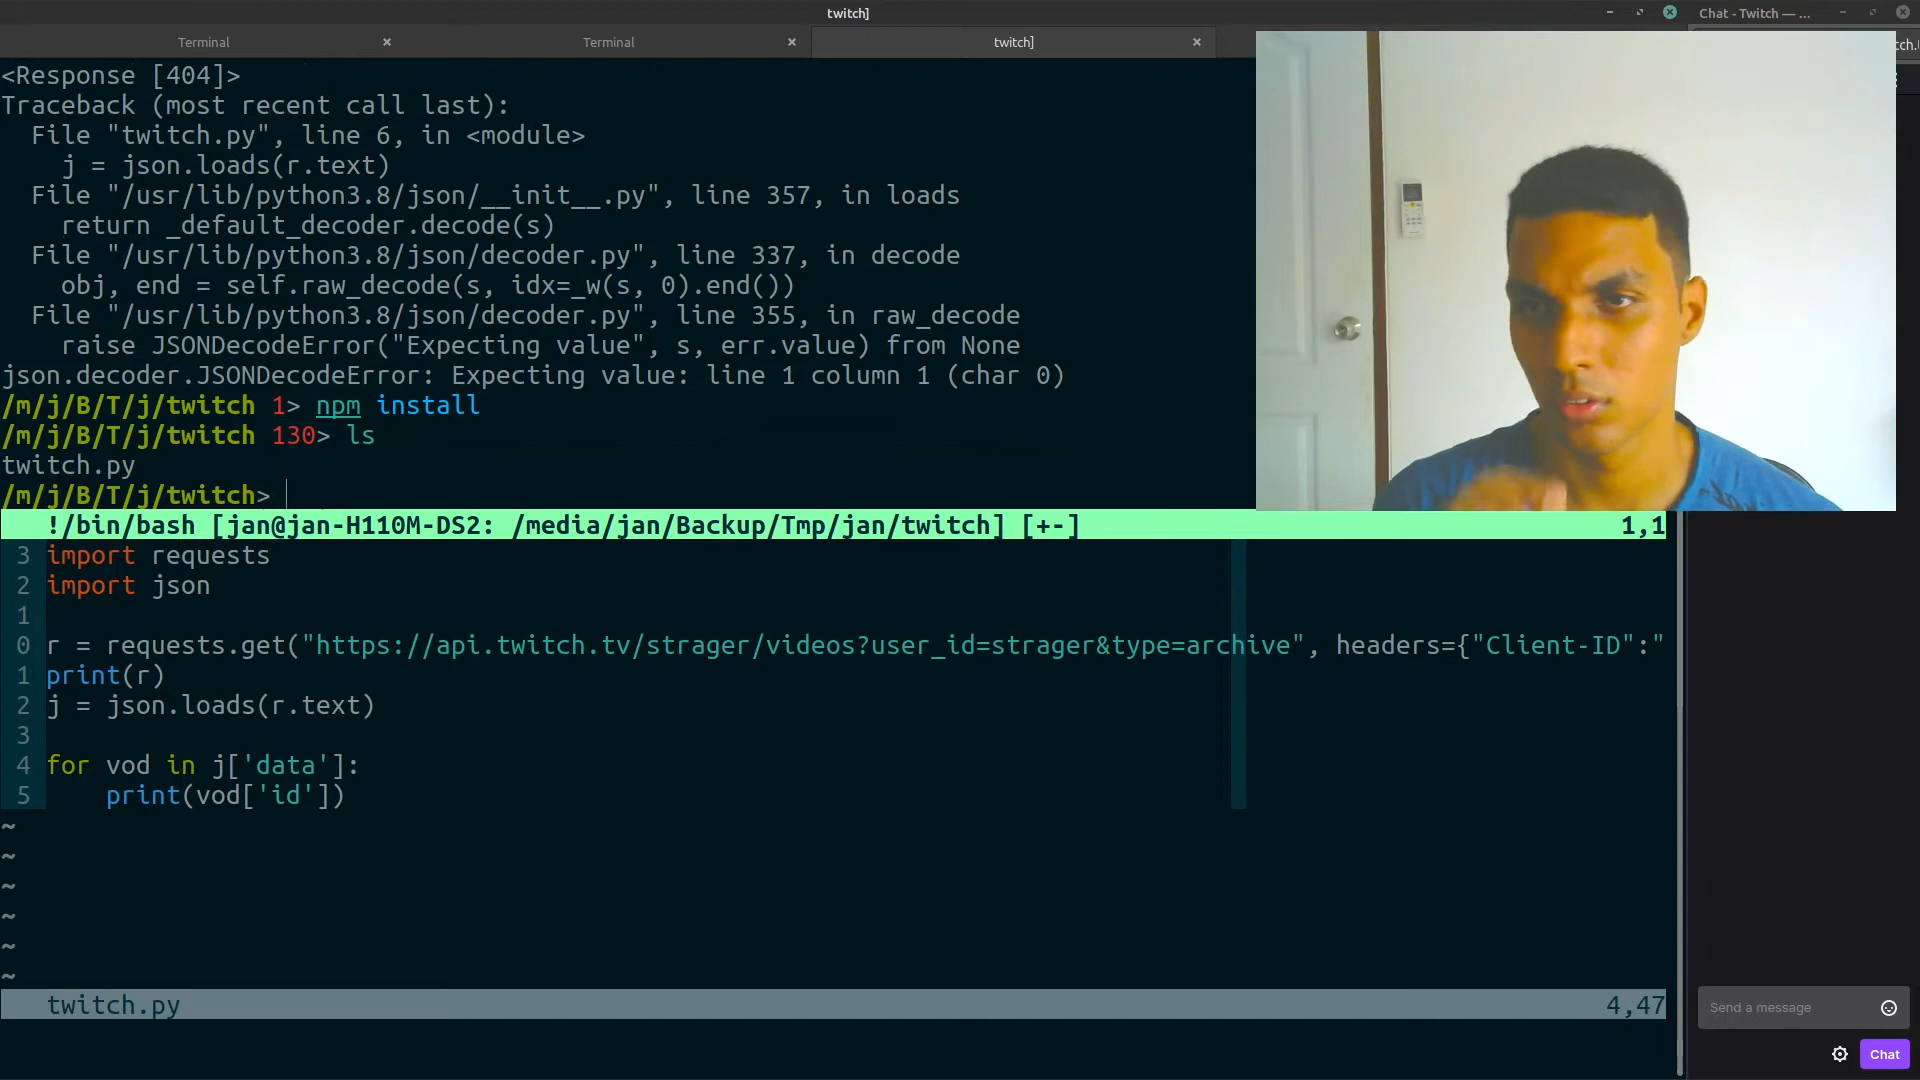 twitch]
Chat - Twitch — ...
Terminal
Terminal
twitch]
<Response [404]>
Traceback (most recent call last):
  File "twitch.py", line 6, in <module>
    j = json.loads(r.text)
  File "/usr/lib/python3.8/json/__init__.py", line 357, in loads
    return _default_decoder.decode(s)
  File "/usr/lib/python3.8/json/decoder.py", line 337, in decode
    obj, end = self.raw_decode(s, idx=_w(s, 0).end())
  File "/usr/lib/python3.8/json/decoder.py", line 355, in raw_decode
    raise JSONDecodeError("Expecting value", s, err.value) from None
json.decoder.JSONDecodeError: Expecting value: line 1 column 1 (char 0)
/m/j/B/T/j/twitch 1> npm install
/m/j/B/T/j/twitch 130> ls
twitch.py
/m/j/B/T/j/twitch>
!/bin/bash [jan@jan-H110M-DS2: /media/jan/Backup/Tmp/jan/twitch] [+-] 1,1
3 import requests
2 import json
1
0 r = requests.get("https://api.twitch.tv/strager/videos?user_id=strager&type=archive", headers={"Client-ID":"
1 print(r)
2 j = json.loads(r.text)
3
4 for vod in j['data']:
5     print(vod['id'])
~
~
~
~
~
~
twitch.py 4,47
Send a message
Chat